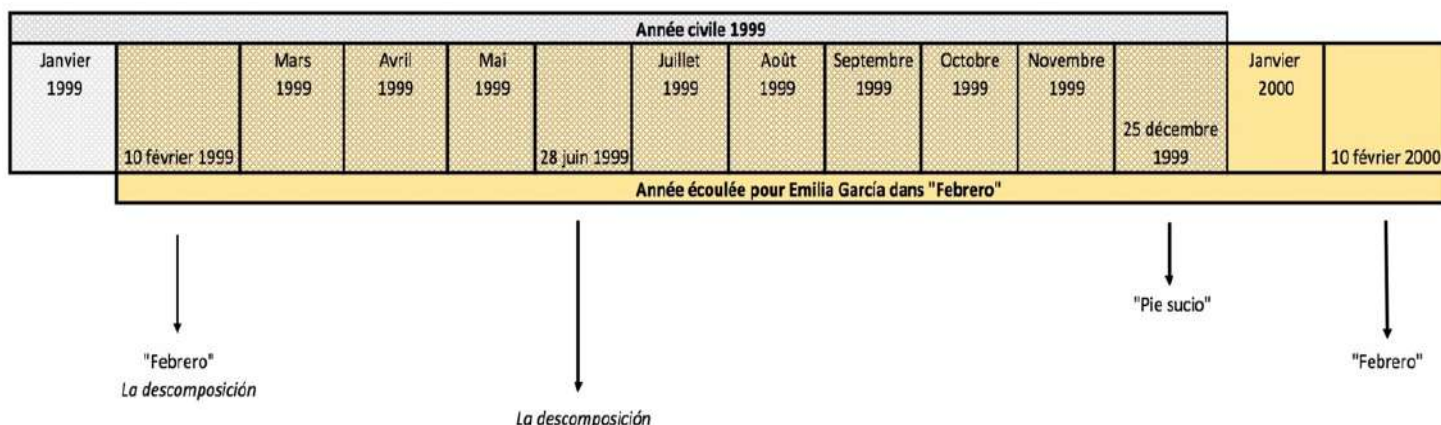 Année civile 1999
Janvier
1999
10 février 1999
Mars
1999
Avril
1999
Mai
1999
28 juin 1999
Juillet
1999
Août
1999
Septembre
1999
Octobre
1999
Novembre
1999
25 décembre
1999
Janvier
2000
10 février 2000
Année écoulée pour Emilia García dans "Febrero"
"Febrero"
La descomposición
La descomposición
"Pie sucio"
"Febrero"